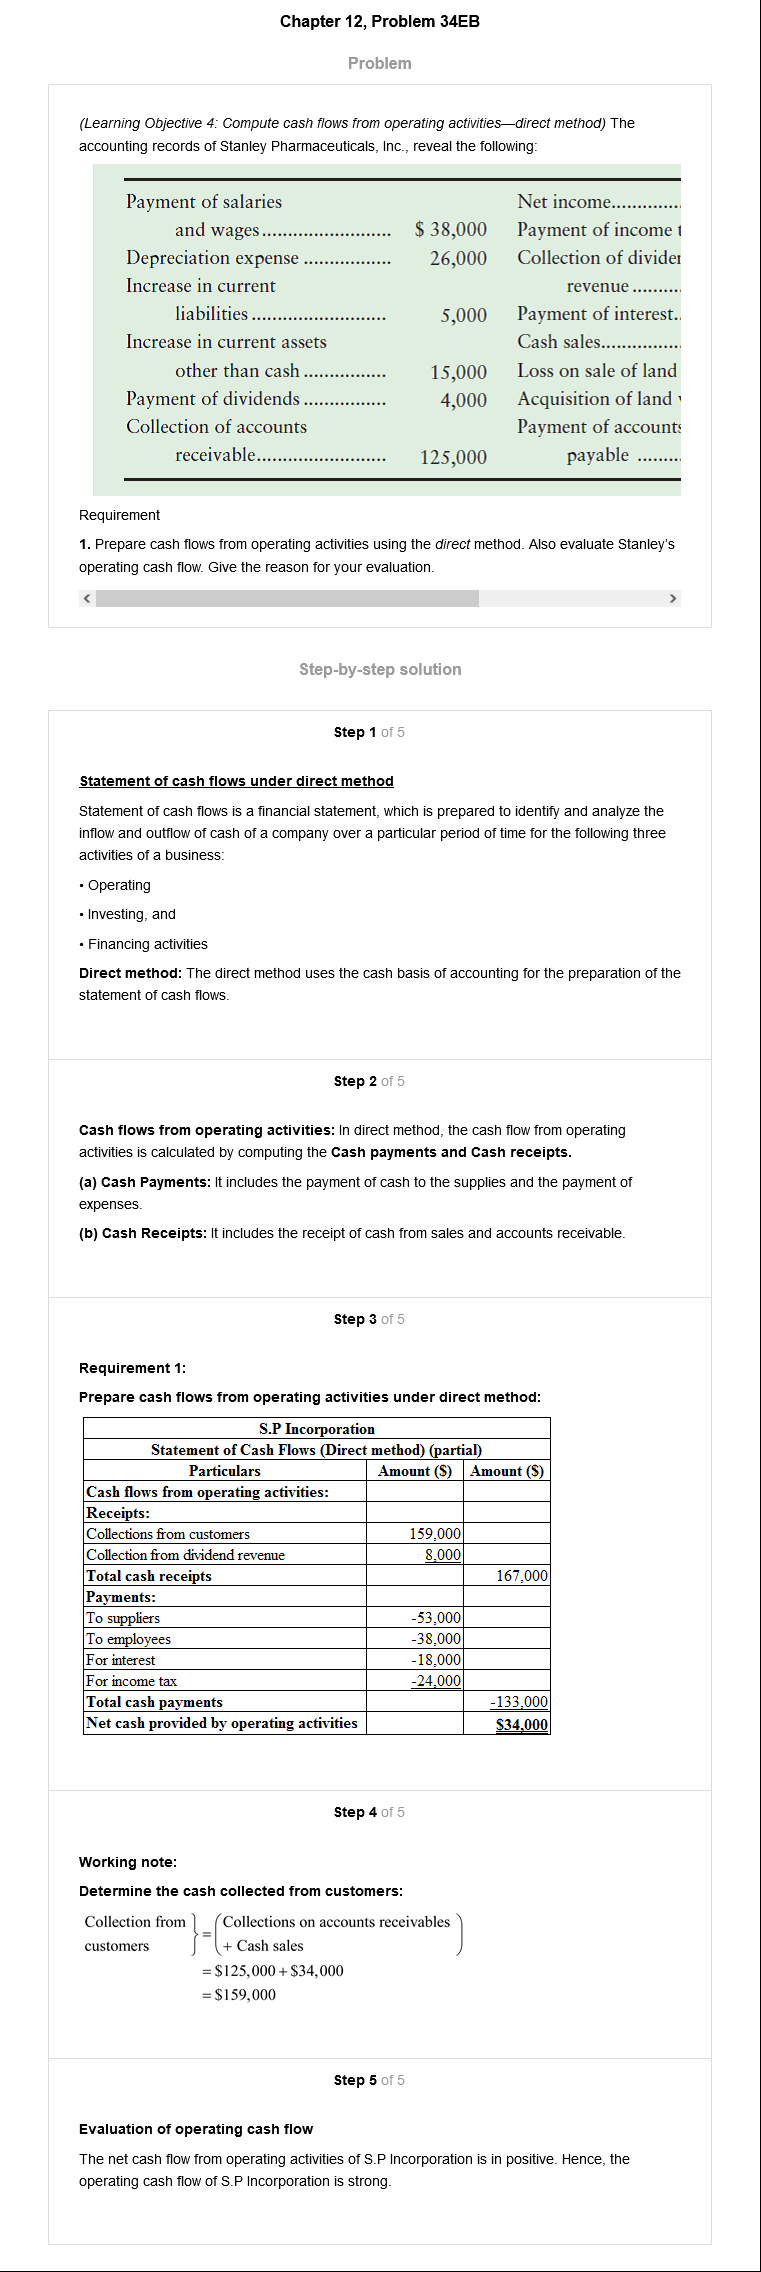 Chapter 12, Problem 34EB
Problem
(Learning Objective 4: Compute cash flows from operating activities—direct method) The
accounting records of Stanley Pharmaceuticals, Inc., reveal the following:
Payment of salaries
and wages........................ $ 38,000
Depreciation expense ................ 26,000
Increase in current
liabilities ......................... 5,000
Increase in current assets
other than cash ............... 15,000
Payment of dividends ............... 4,000
Collection of accounts
receivable........................ 125,000
Net income..............
Payment of income
Collection of
revenue .........
Payment of interest..
Cash sales...............
Loss on sale of land
Acquisition of land
Payment of accounts
payable ........
Requirement
1. Prepare cash flows from operating activities using the direct method. Also evaluate Stanley's
operating cash flow. Give the reason for your evaluation.
Step-by-step solution
Step 1 of 5
Statement of cash flows under direct method
Statement of cash flows is a financial statement, which is prepared to identify and analyze the
inflow and outflow of cash of a company over a particular period of time for the following three
activities of a business:
• Operating
• Investing, and
• Financing activities
Direct method: The direct method uses the cash basis of accounting for the preparation of the
statement of cash flows.
Step 2 of 5
Cash flows from operating activities: In direct method, the cash flow from operating
activities is calculated by computing the Cash payments and Cash receipts.
(a) Cash Payments: It includes the payment of cash to the supplies and the payment of
expenses.
(b) Cash Receipts: It includes the receipt of cash from sales and accounts receivable.
Step 3 of 5
Requirement 1:
Prepare cash flows from operating activities under direct method:
S.P Incorporation
Statement of Cash Flows (Direct method) (partial)
Particulars Amount ($) Amount ($)
Cash flows from operating activities:
Receipts:
Collections from customers 159,000
Collection from dividend revenue 8,000
Total cash receipts 167,000
Payments:
To suppliers -53,000
To employees -38,000
For interest -18,000
For income tax -24,000
Total cash payments -133,000
Net cash provided by operating activities $34,000
Step 4 of 5
Working note:
Determine the cash collected from customers:
Collection from customers } = ( Collections on accounts receivables + Cash sales )
= $125,000 + $34,000
= $159,000
Step 5 of 5
Evaluation of operating cash flow
The net cash flow from operating activities of S.P Incorporation is in positive. Hence, the
operating cash flow of S.P Incorporation is strong.